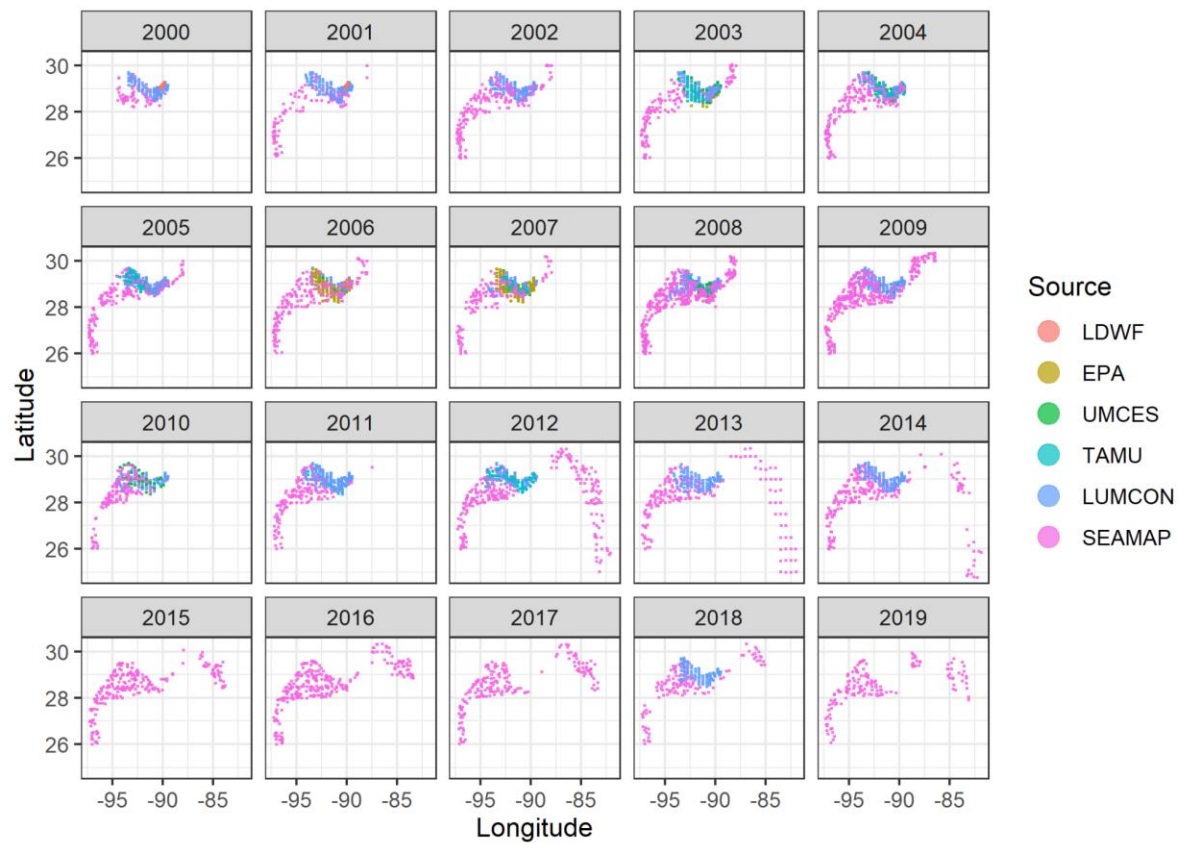 2000 2001 2002 2003 2004
30
28
26
2005 2006 2007 2008 2009
30
28
26
2010 2011 2012 2013 2014
30
28
26
2015 2016 2017 2018 2019
30
28
26
-95 -90 -85 -95 -90 -85 -95 -90 -85 -95 -90 -85 -95 -90 -85
Longitude
Latitude
Source
LDWF
EPA
UMCES
TAMU
LUMCON
SEAMAP